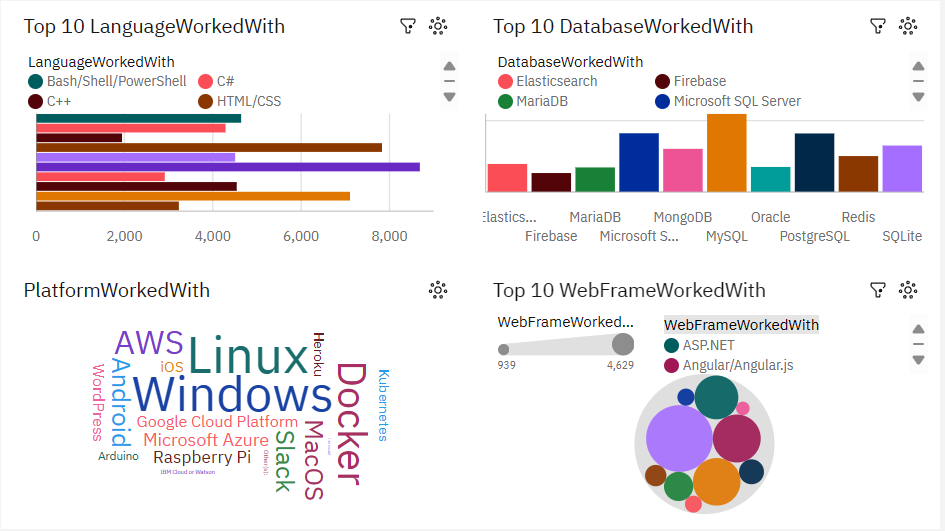 Top 10 LanguageWorkedWith
LanguageWorkedWith
Bash/Shell/PowerShell C#
C++ HTML/CSS
0 2,000 4,000 6,000 8,000
Top 10 DatabaseWorkedWith
DatabaseWorkedWith
Elasticsearch Firebase
MariaDB Microsoft SQL Server
Elastics... MariaDB MongoDB Oracle Redis
Firebase Microsoft S... MySQL PostgreSQL SQLite
PlatformWorkedWith
AWS
Linux
Heroku
iOS
WordPress
Android
Windows
Docker
Kubernetes
Google Cloud Platform
Microsoft Azure
Slack
MacOS
Arduino
Raspberry Pi
IBM Cloud or Watson
Top 10 WebFrameWorkedWith
WebFrameWorked...
939 4,629
WebFrameWorkedWith
ASP.NET
Angular/Angular.js